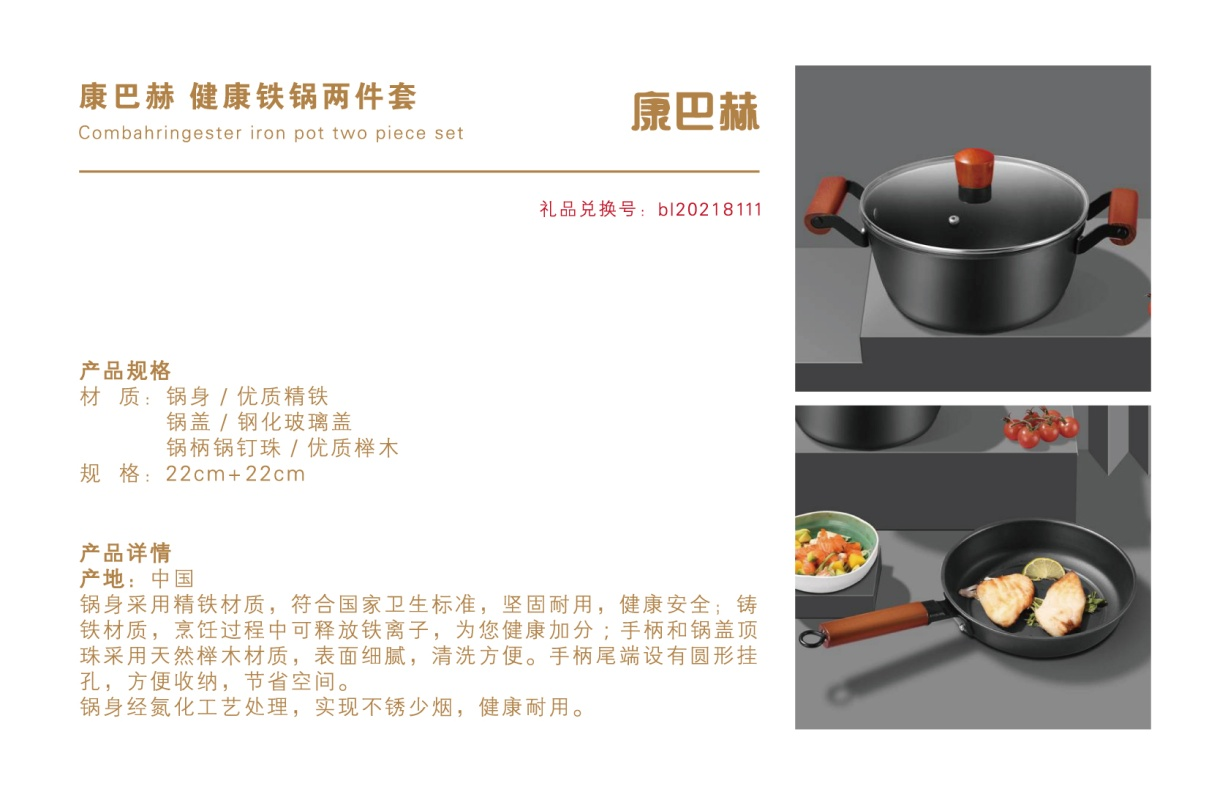 康巴赫 健康铁锅两件套
Combahringester iron pot two piece set
康巴赫
礼品兑换号：bl20218111
产品规格
材 质：锅身 / 优质精铁
锅盖 / 钢化玻璃盖
锅柄锅钉珠 / 优质榉木
规 格：22cm+22cm
产品详情
产地：中国
锅身采用精铁材质，符合国家卫生标准，坚固耐用，健康安全；铸
铁材质，烹饪过程中可释放铁离子，为您健康加分；手柄和锅盖顶
珠采用天然榉木材质，表面细腻，清洗方便。手柄尾端设有圆形挂
孔，方便收纳，节省空间。
锅身经氮化工艺处理，实现不锈少烟，健康耐用。